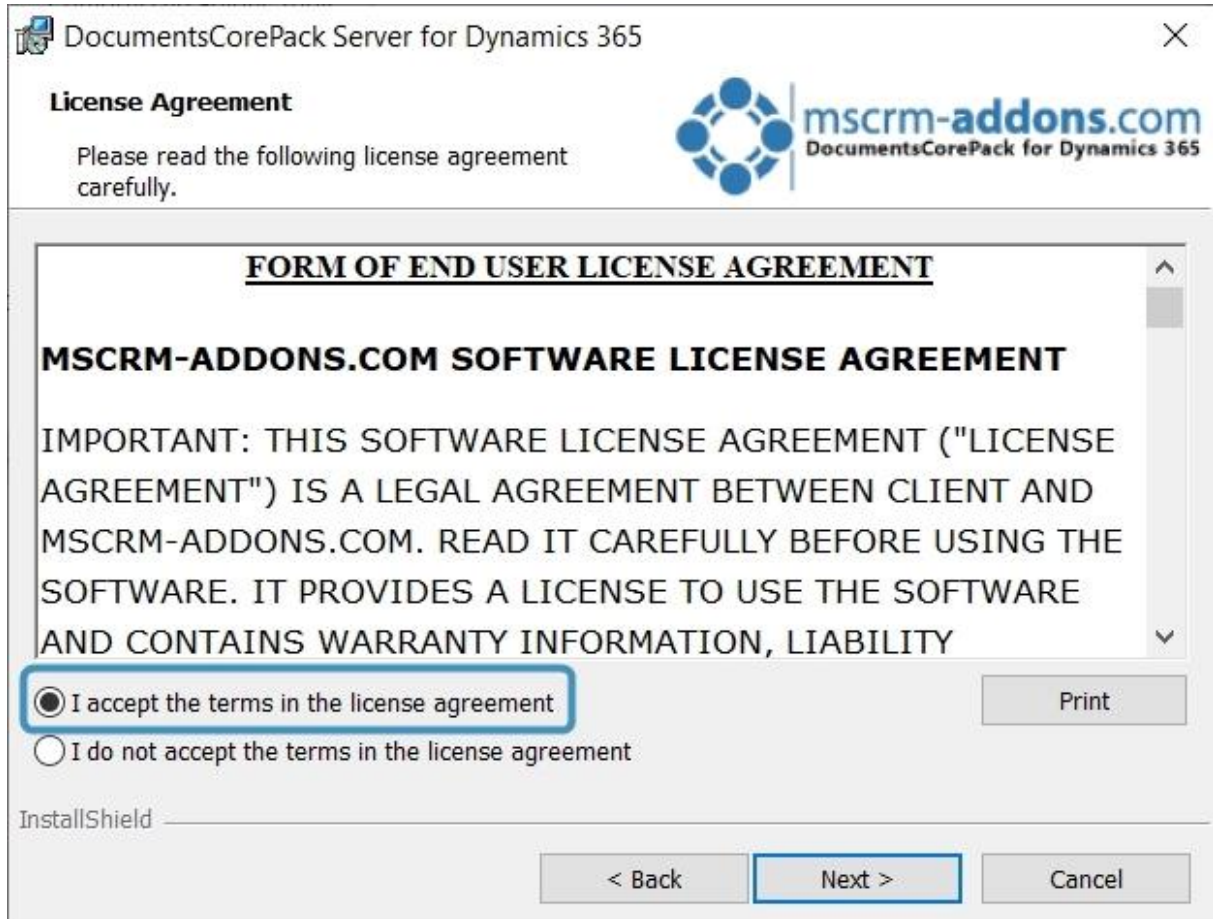 DocumentsCorePack Server for Dynamics 365
License Agreement
Please read the following license agreement
carefully.
mscrm-addons.com
DocumentsCorePack for Dynamics 365
FORM OF END USER LICENSE AGREEMENT
MSCRM-ADDONS.COM SOFTWARE LICENSE AGREEMENT
IMPORTANT: THIS SOFTWARE LICENSE AGREEMENT ("LICENSE
AGREEMENT") IS A LEGAL AGREEMENT BETWEEN CLIENT AND
MSCRM-ADDONS.COM. READ IT CAREFULLY BEFORE USING THE
SOFTWARE. IT PROVIDES A LICENSE TO USE THE SOFTWARE
AND CONTAINS WARRANTY INFORMATION, LIABILITY
I accept the terms in the license agreement
Print
I do not accept the terms in the license agreement
InstallShield
< Back
Next >
Cancel